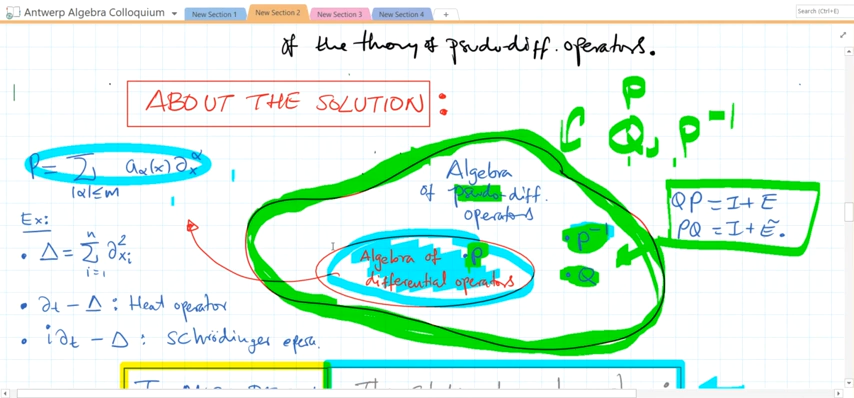 Antwerp Algebra Colloquium
New Section 1
New Section 2
New Section 3
New Section 4
+
Search (Ctrl+E)
of the theory of pseudo-diff. operators.
ABOUT THE SOLUTION :
P
Q, P⁻¹
P = ∑ aα(x) ∂ₓ^α
|α|≤m
Algebra
of pseudo-diff.
operators
QP = I + E
PQ = I + Ẽ.
Ex:
• Δ = ∑ ∂²xᵢ
n
i=1
• P⁻¹
• Q
Algebra of
differential operators
• P
• ∂t - Δ : Heat operator
• i∂t - Δ : Schrödinger opera.